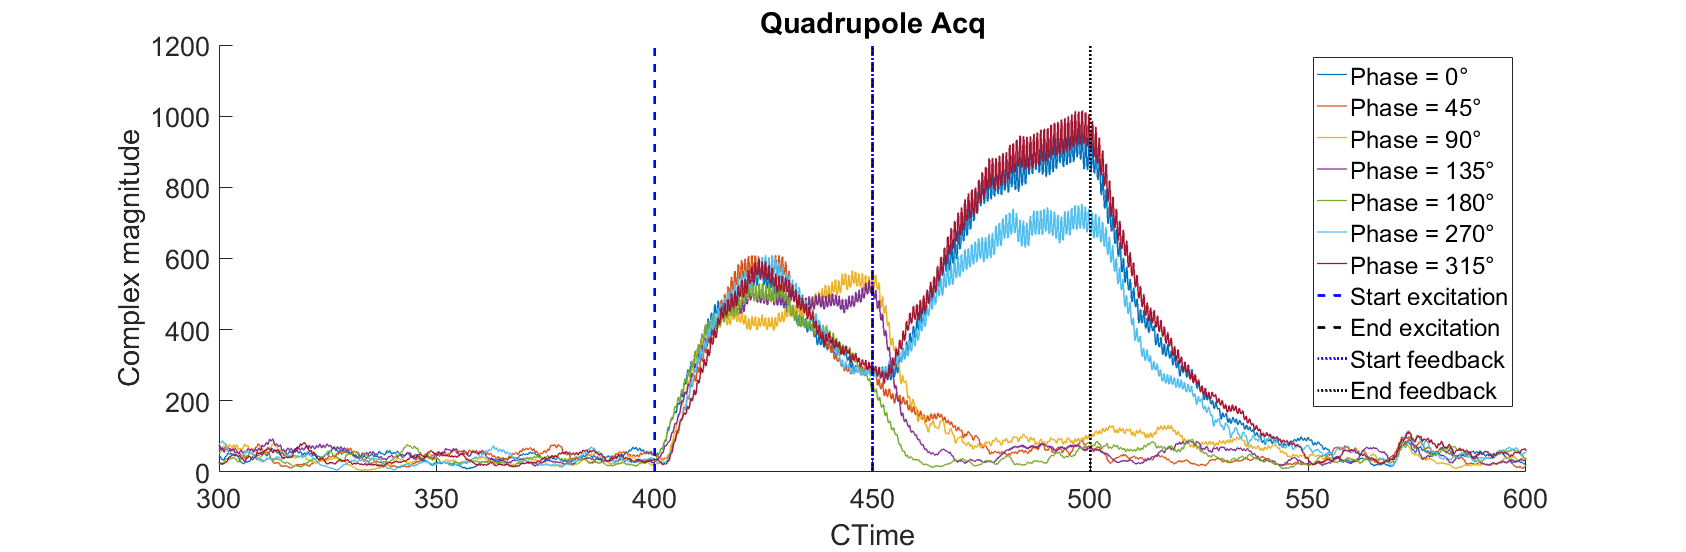 Quadrupole Acq
1200
1000
800
600
400
200
0
Complex magnitude
300 350 400 450 500 550 600
CTime
Phase = 0°
Phase = 45°
Phase = 90°
Phase = 135°
Phase = 180°
Phase = 270°
Phase = 315°
Start excitation
End excitation
Start feedback
End feedback